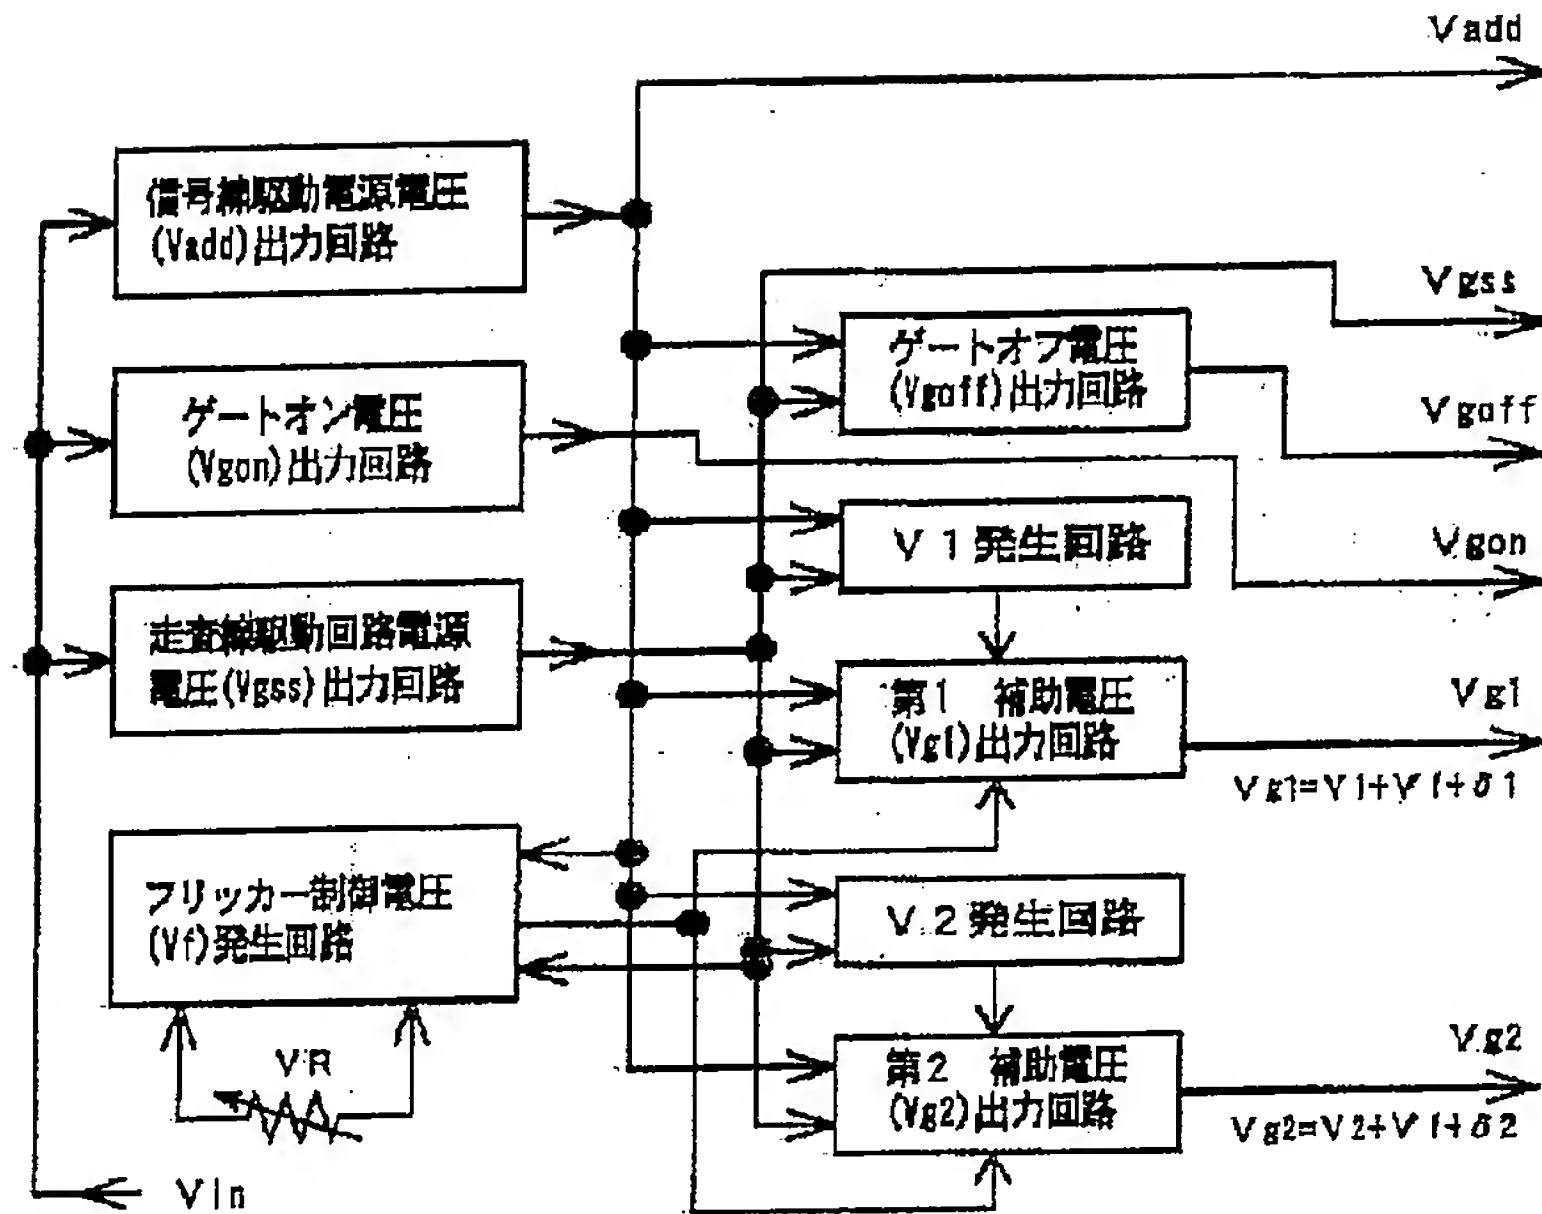 Vadd
信号線駆動電源電圧
(Vadd)出力回路
Vgss
ゲートオフ電圧
(Vgoff)出力回路
ゲートオン電圧
(Vgon)出力回路
Vgoff
V1発生回路
Vgon
走査線駆動回路電源
電圧(Vgss)出力回路
第1 補助電圧
(Vg1)出力回路
Vg1
Vg1=V1+Vf+δ1
フリッカー制御電圧
(Vf)発生回路
V2発生回路
VR
第2 補助電圧
(Vg2)出力回路
Vg2
Vg2=V2+Vf+δ2
Vin